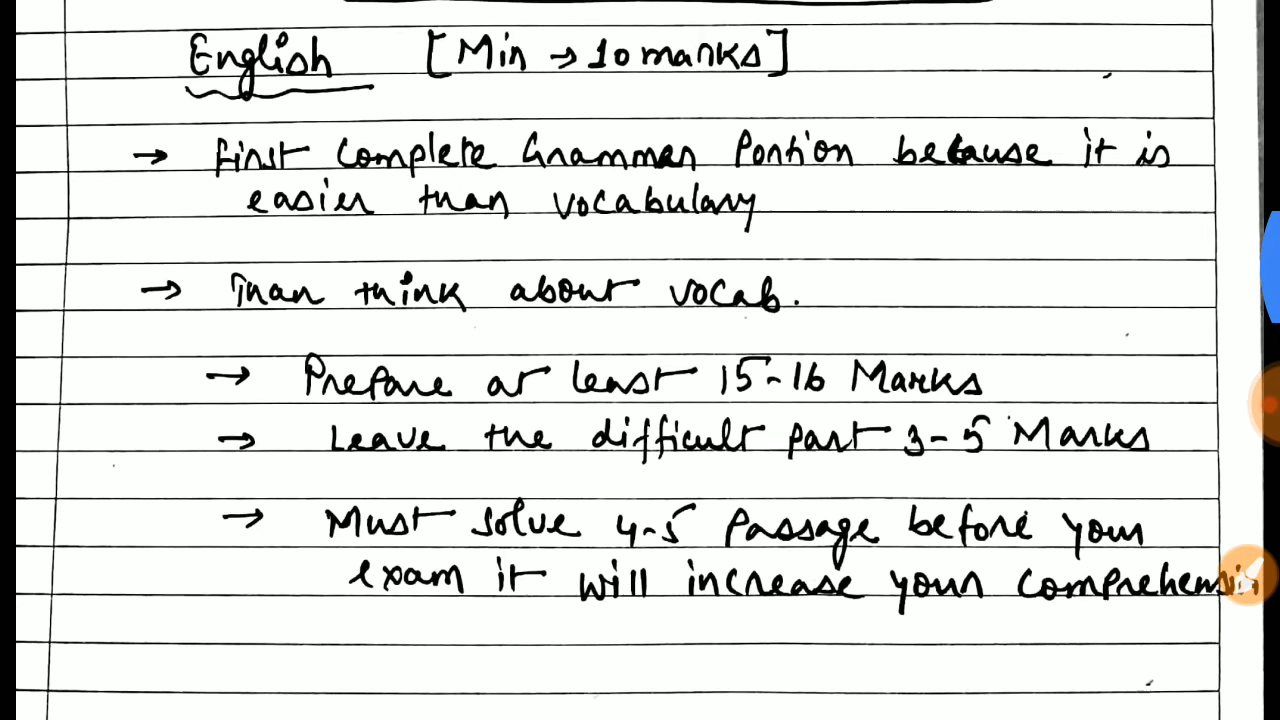 English [Min → 10 marks]
→ First Complete Grammar Portion because it is
easier than vocabulary
→ Than think about vocab.
→ Prepare at least 15-16 Marks
→ Leave the difficult part 3-5 Marks
→ Must solve 4-5 Passage before your
exam it will increase your comprehension